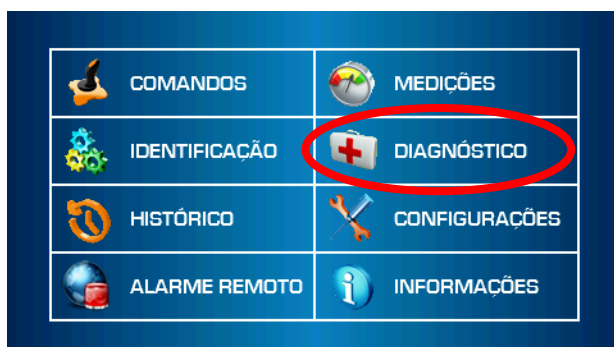 COMANDOS MEDIÇÕES
IDENTIFICAÇÃO DIAGNÓSTICO
HISTÓRICO CONFIGURAÇÕES
ALARME REMOTO INFORMAÇÕES